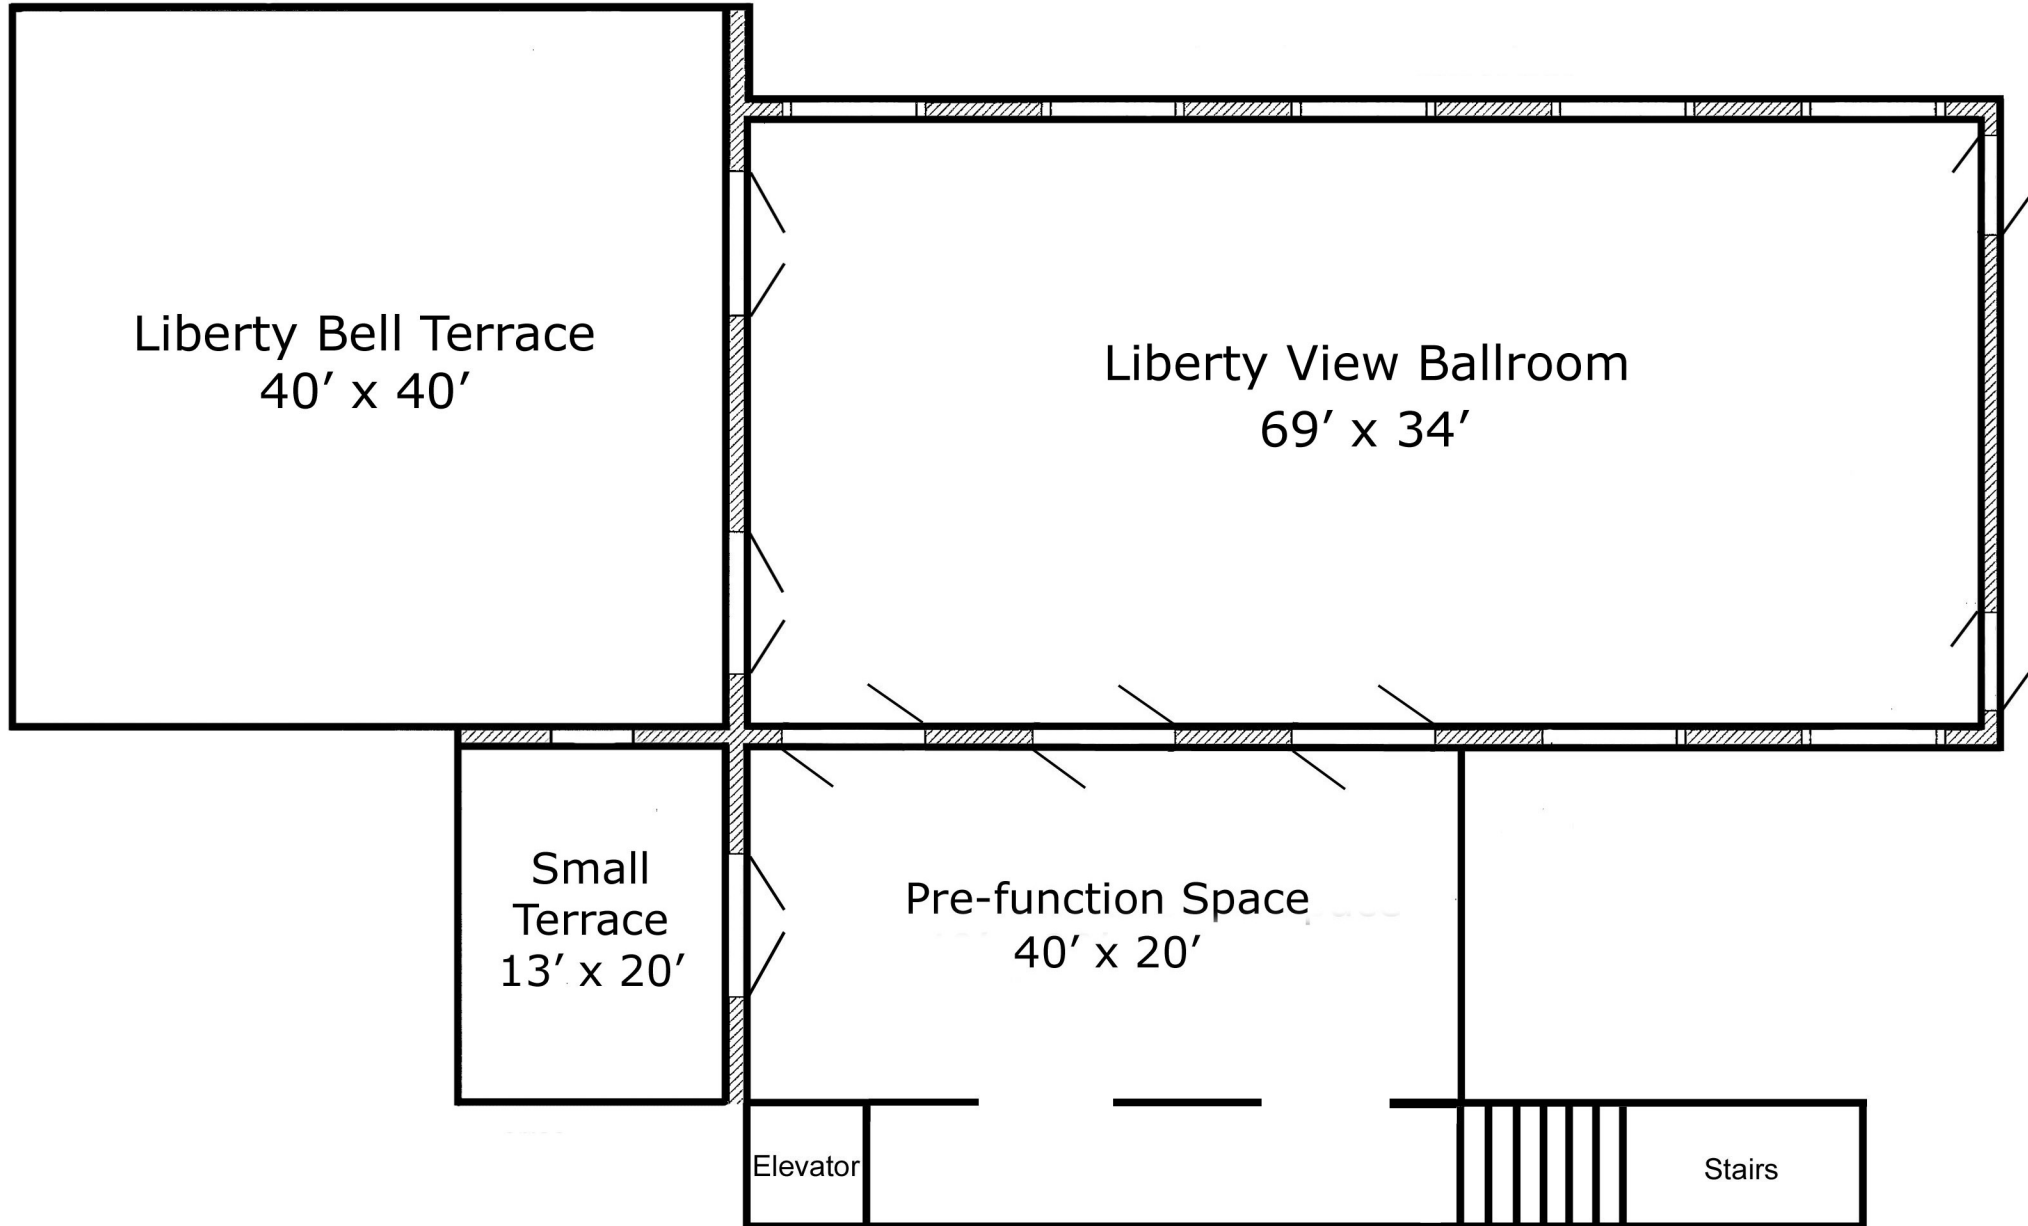 Liberty Bell Terrace
40′ x 40′
Liberty View Ballroom
69′ x 34′
Small
Terrace
13′ x 20′
Pre-function Space
40′ x 20′
Elevator
Stairs